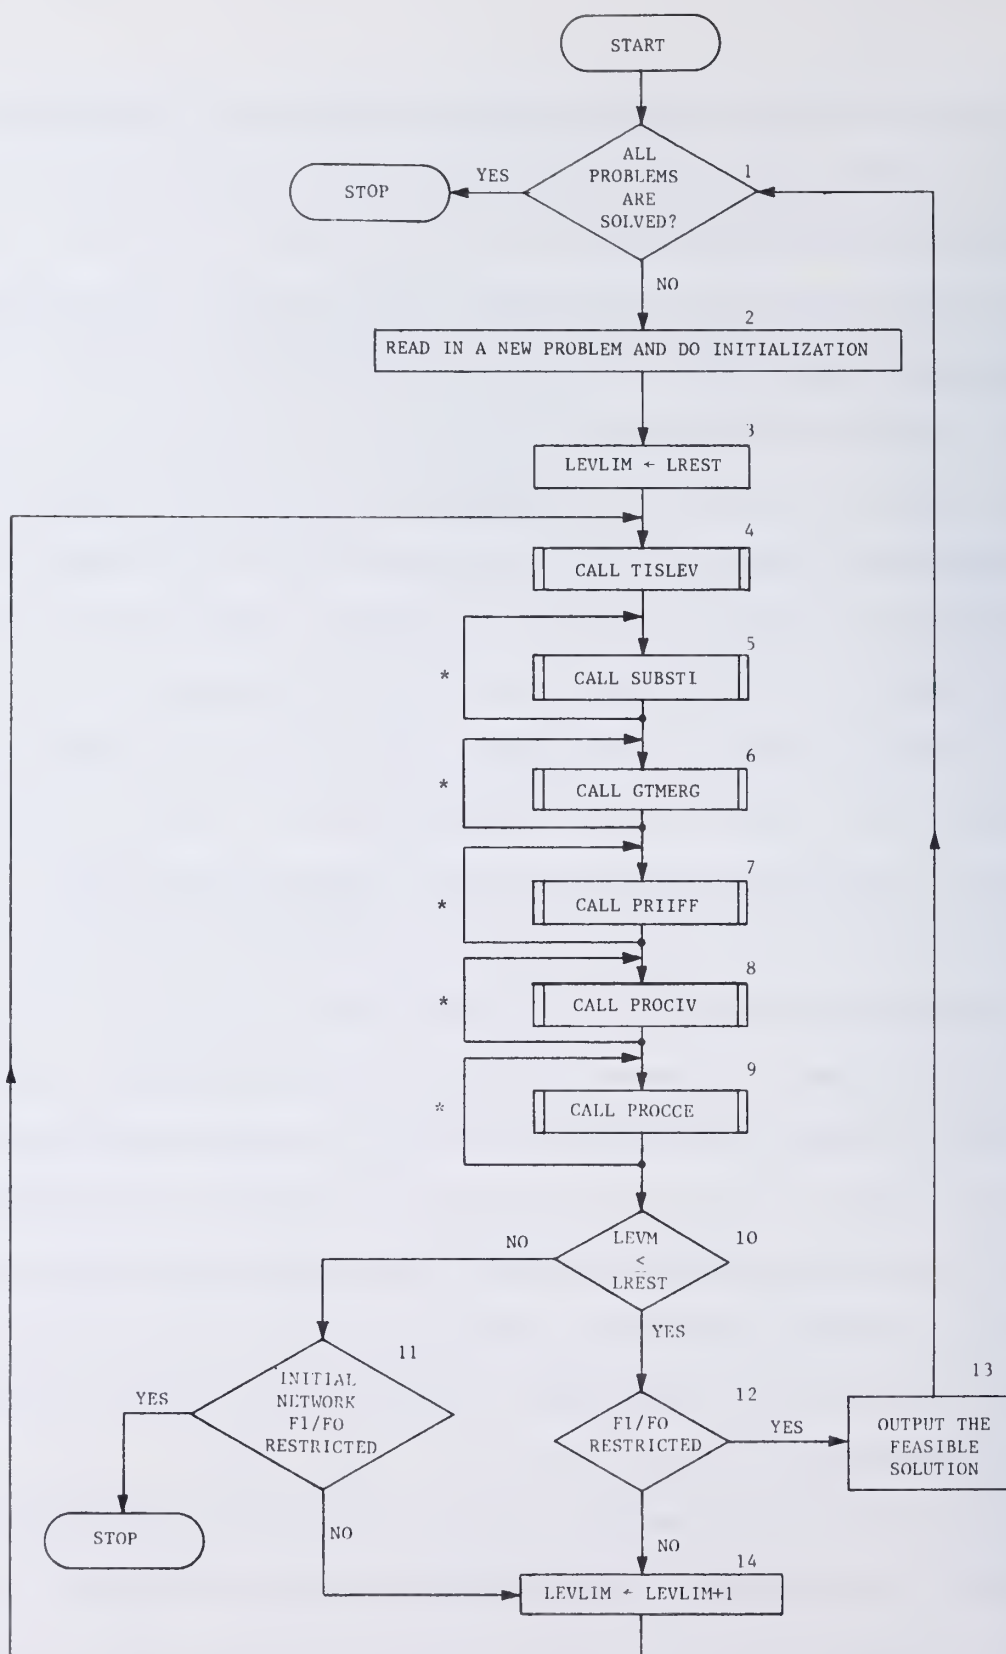 START
ALL
PROBLEMS
ARE
SOLVED?
1
YES
STOP
NO
2
READ IN A NEW PROBLEM AND DO INITIALIZATION
3
LEVLIM ← LREST
4
CALL TISLEV
5
CALL SUBSTI
*
6
CALL GTMERG
*
7
CALL PRIIFF
*
8
CALL PROCIV
*
9
CALL PROCCE
*
10
LEVM
≤
LREST
NO
YES
11
INITIAL
NETWORK
FI/FO
RESTRICTED
YES
STOP
NO
12
FI/FO
RESTRICTED
YES
13
OUTPUT THE
FEASIBLE
SOLUTION
NO
14
LEVLIM ← LEVLIM+1